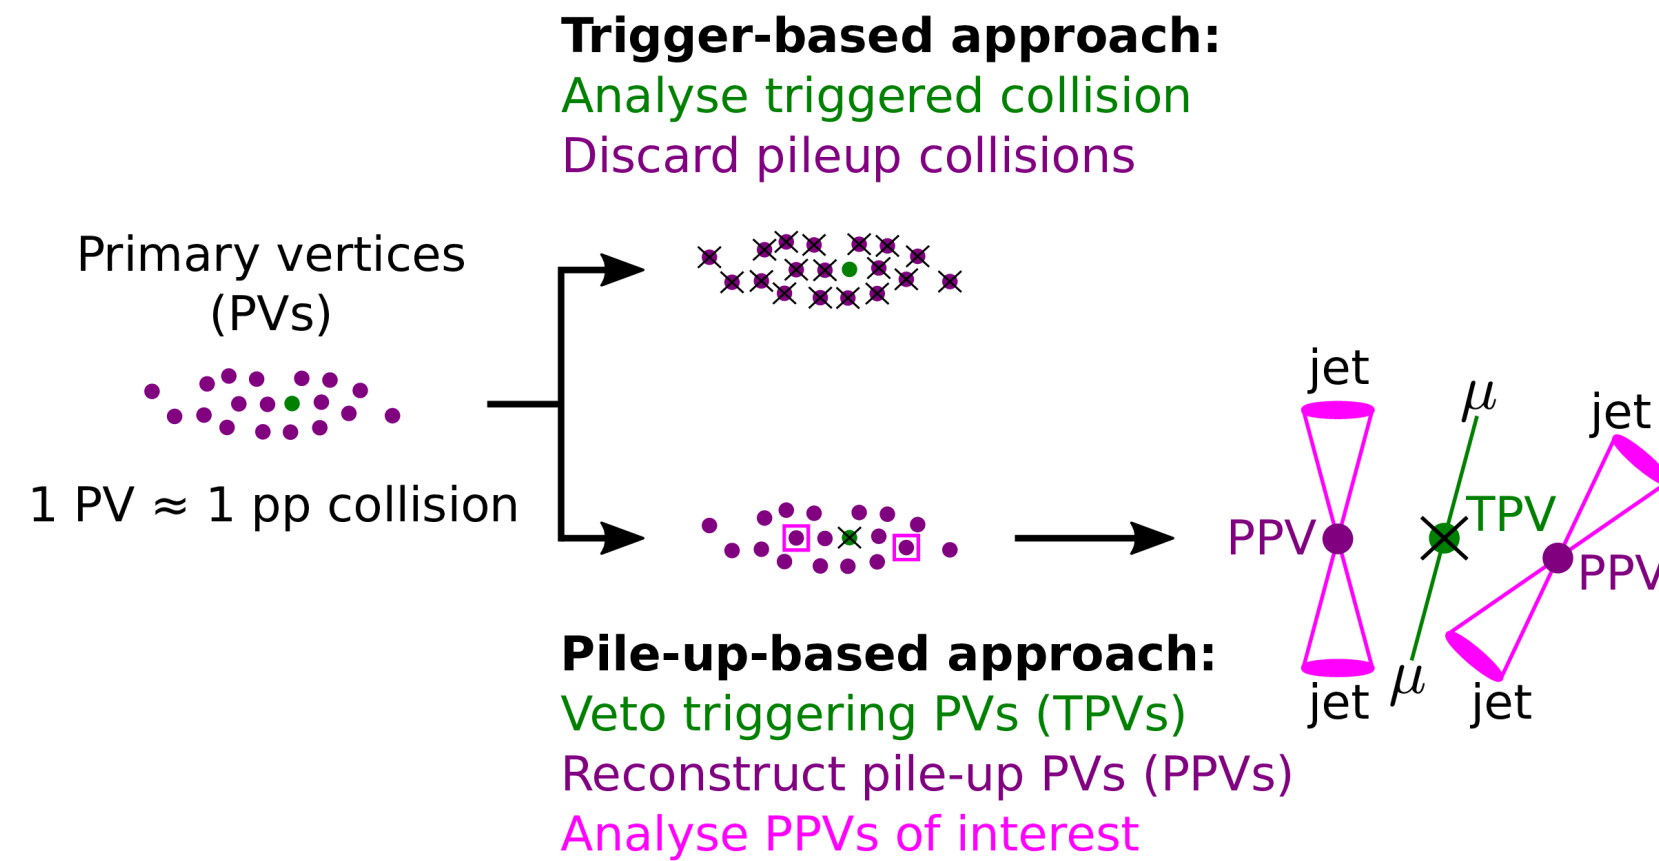 Trigger-based approach:
Analyse triggered collision
Discard pileup collisions
Primary vertices
(PVs)
1 PV ≈ 1 pp collision
jet
μ
jet
PPV
TPV
PPV
jet
μ
jet
Pile-up-based approach:
Veto triggering PVs (TPVs)
Reconstruct pile-up PVs (PPVs)
Analyse PPVs of interest